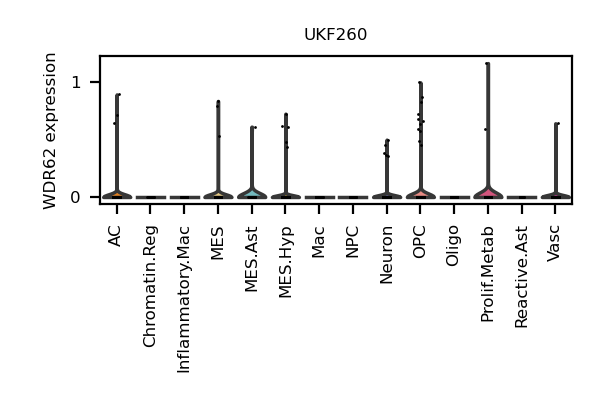 UKF260
WDR62 expression
1
0
AC
Chromatin.Reg
Inflammatory.Mac
MES
MES.Ast
MES.Hyp
Mac
NPC
Neuron
OPC
Oligo
Prolif.Metab
Reactive.Ast
Vasc